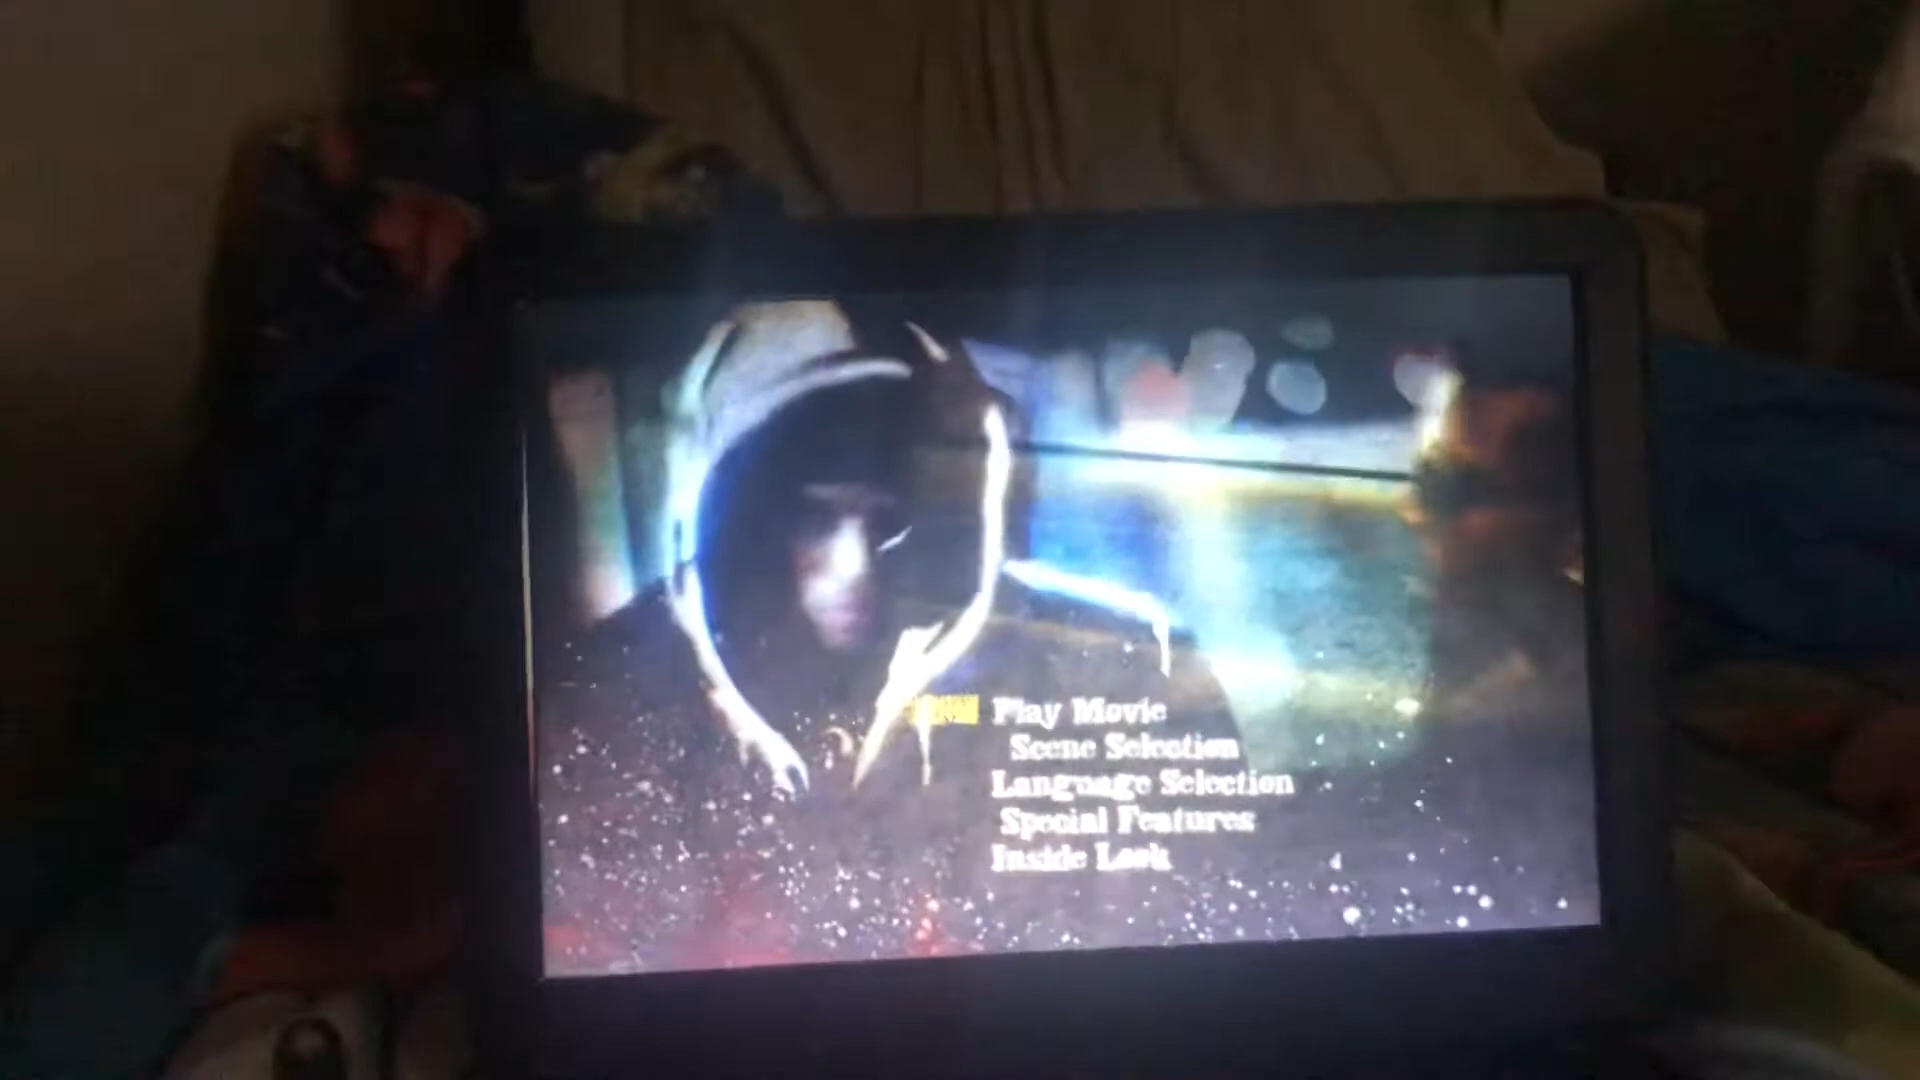 Play Movie
Scene Selection
Language Selection
Special Features
Inside Look